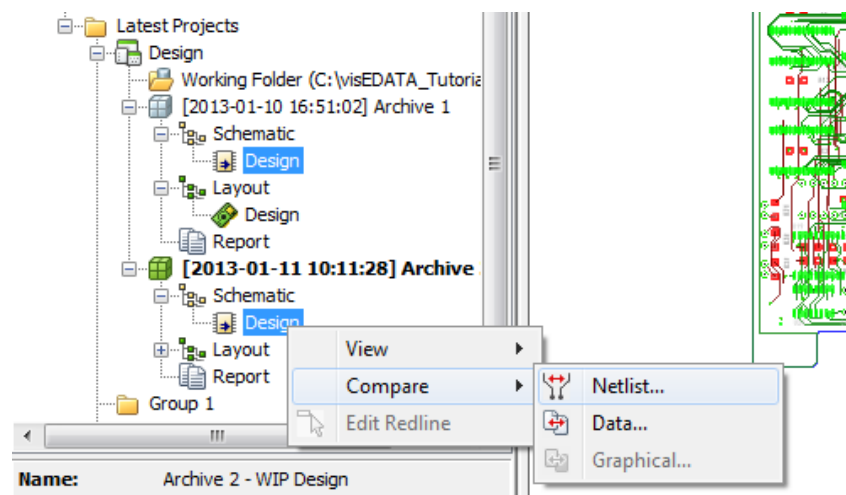 Latest Projects
Design
Working Folder (C:\visEDATA_Tutoria
[2013-01-10 16:51:02] Archive 1
Schematic
Design
Layout
Design
Report
[2013-01-11 10:11:28] Archive
Schematic
Design
Layout
Report
Group 1
View
Compare
Edit Redline
Netlist...
Data...
Graphical...
Name: Archive 2 - WIP Design